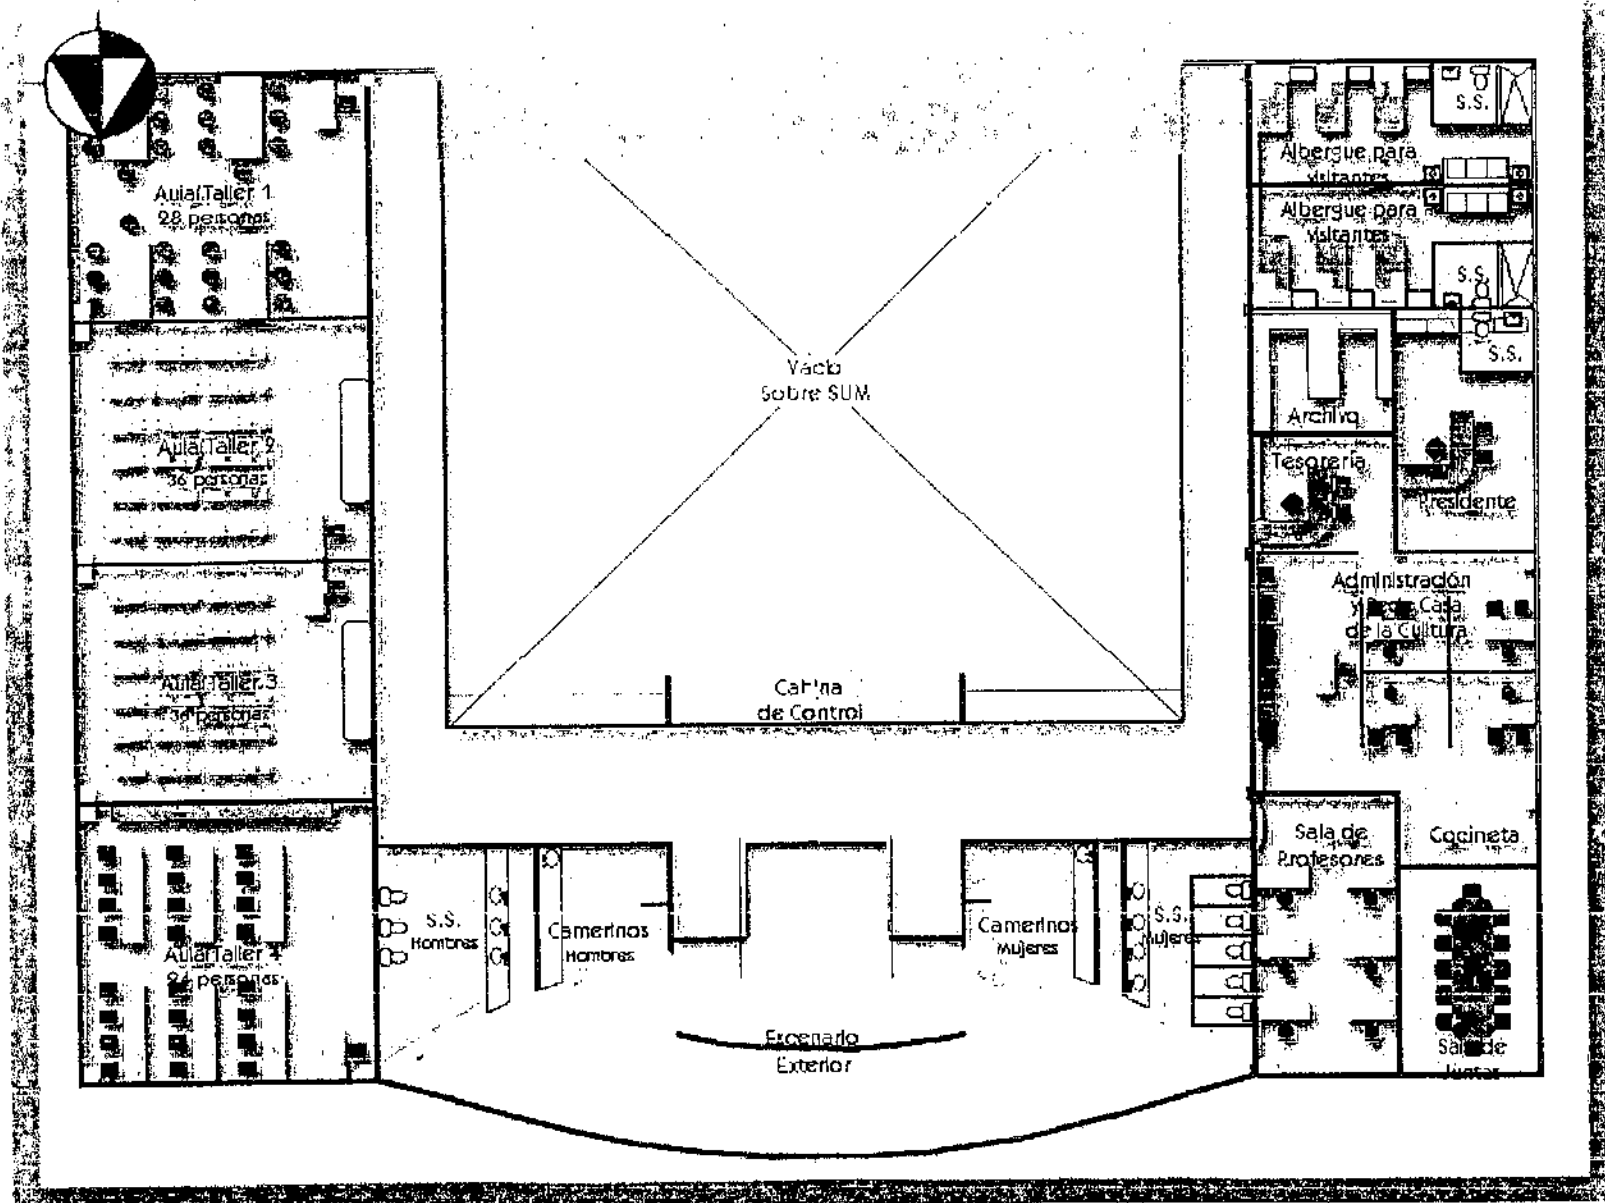 Aula/Taller 1
28 personas
Aula/Taller 2
36 personas
Aula/Taller 3
36 personas
Aula/Taller 4
24 personas
Vacío
Sobre SUM
Cabina
de Control
S.S.
Hombres
Camerinos
Hombres
Camerinos
Mujeres
S.S.
Mujeres
Escenario
Exterior
S.S.
Albergue para
visitantes
Albergue para
visitantes
S.S.
S.S.
Archivo
Tesorería
Presidente
Administración
Casa
de la Cultura
Sala de
Profesores
Cocineta
Sala de
Juntas